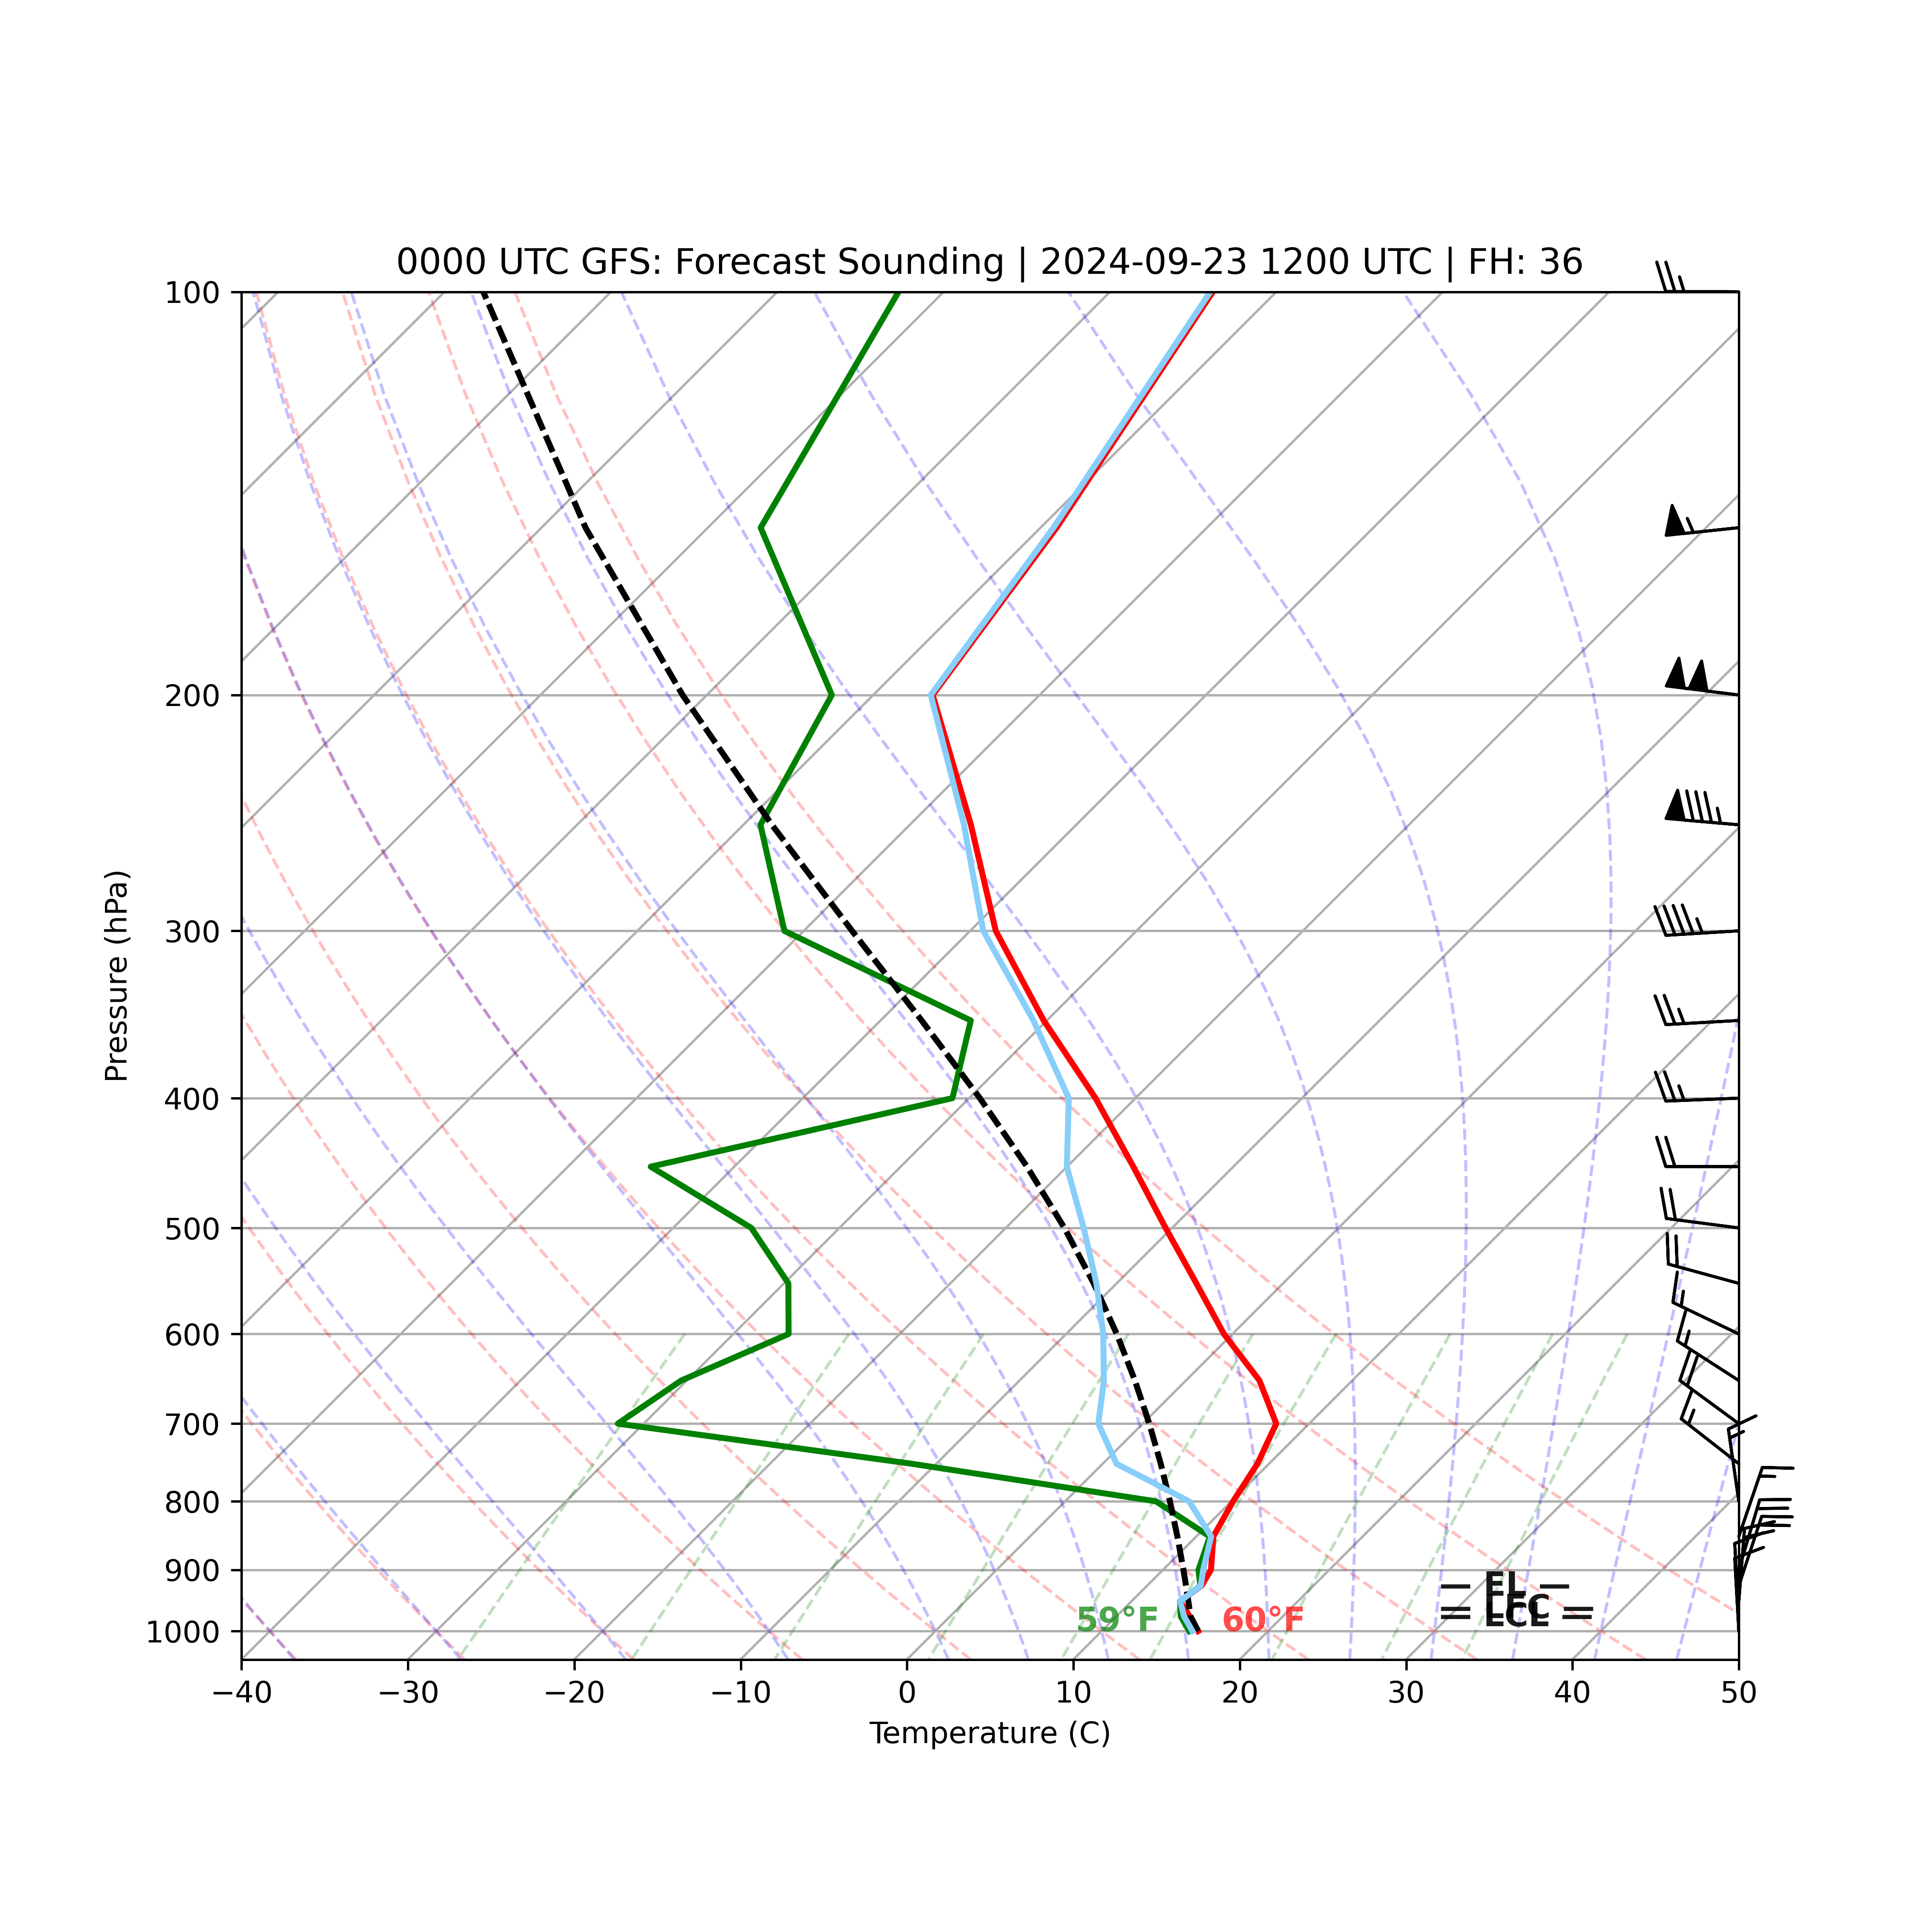 0000 UTC GFS: Forecast Sounding | 2024-09-23 1200 UTC | FH: 36
100
200
300
400
500
600
700
800
900
1000
Pressure (hPa)
59°F
60°F
— EL —
— LFC —
— LCL —
−40 −30 −20 −10 0 10 20 30 40 50
Temperature (C)